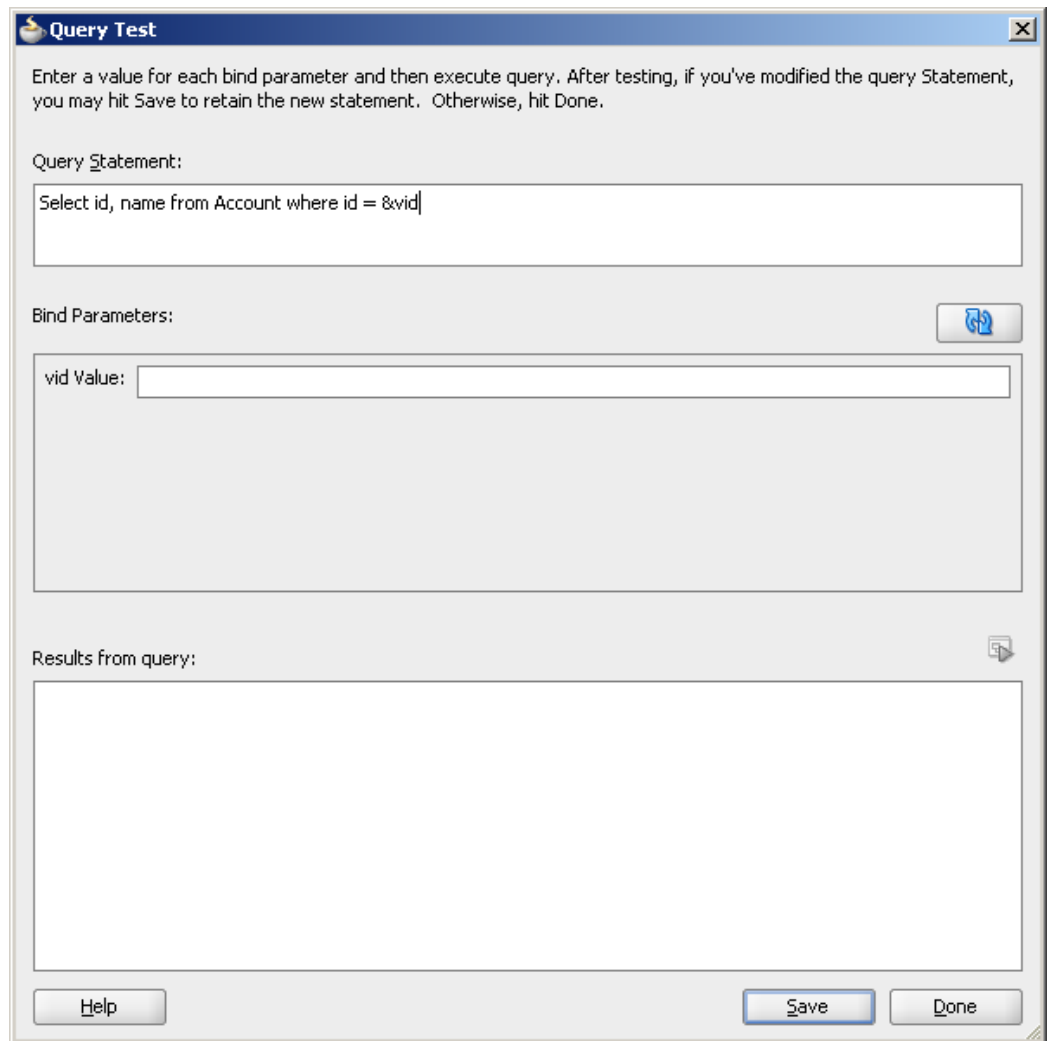 Query Test
Enter a value for each bind parameter and then execute query. After testing, if you've modified the query Statement,
you may hit Save to retain the new statement.  Otherwise, hit Done.
Query Statement:
Select id, name from Account where id = &vid
Bind Parameters:
vid Value:
Results from query:
Help
Save
Done